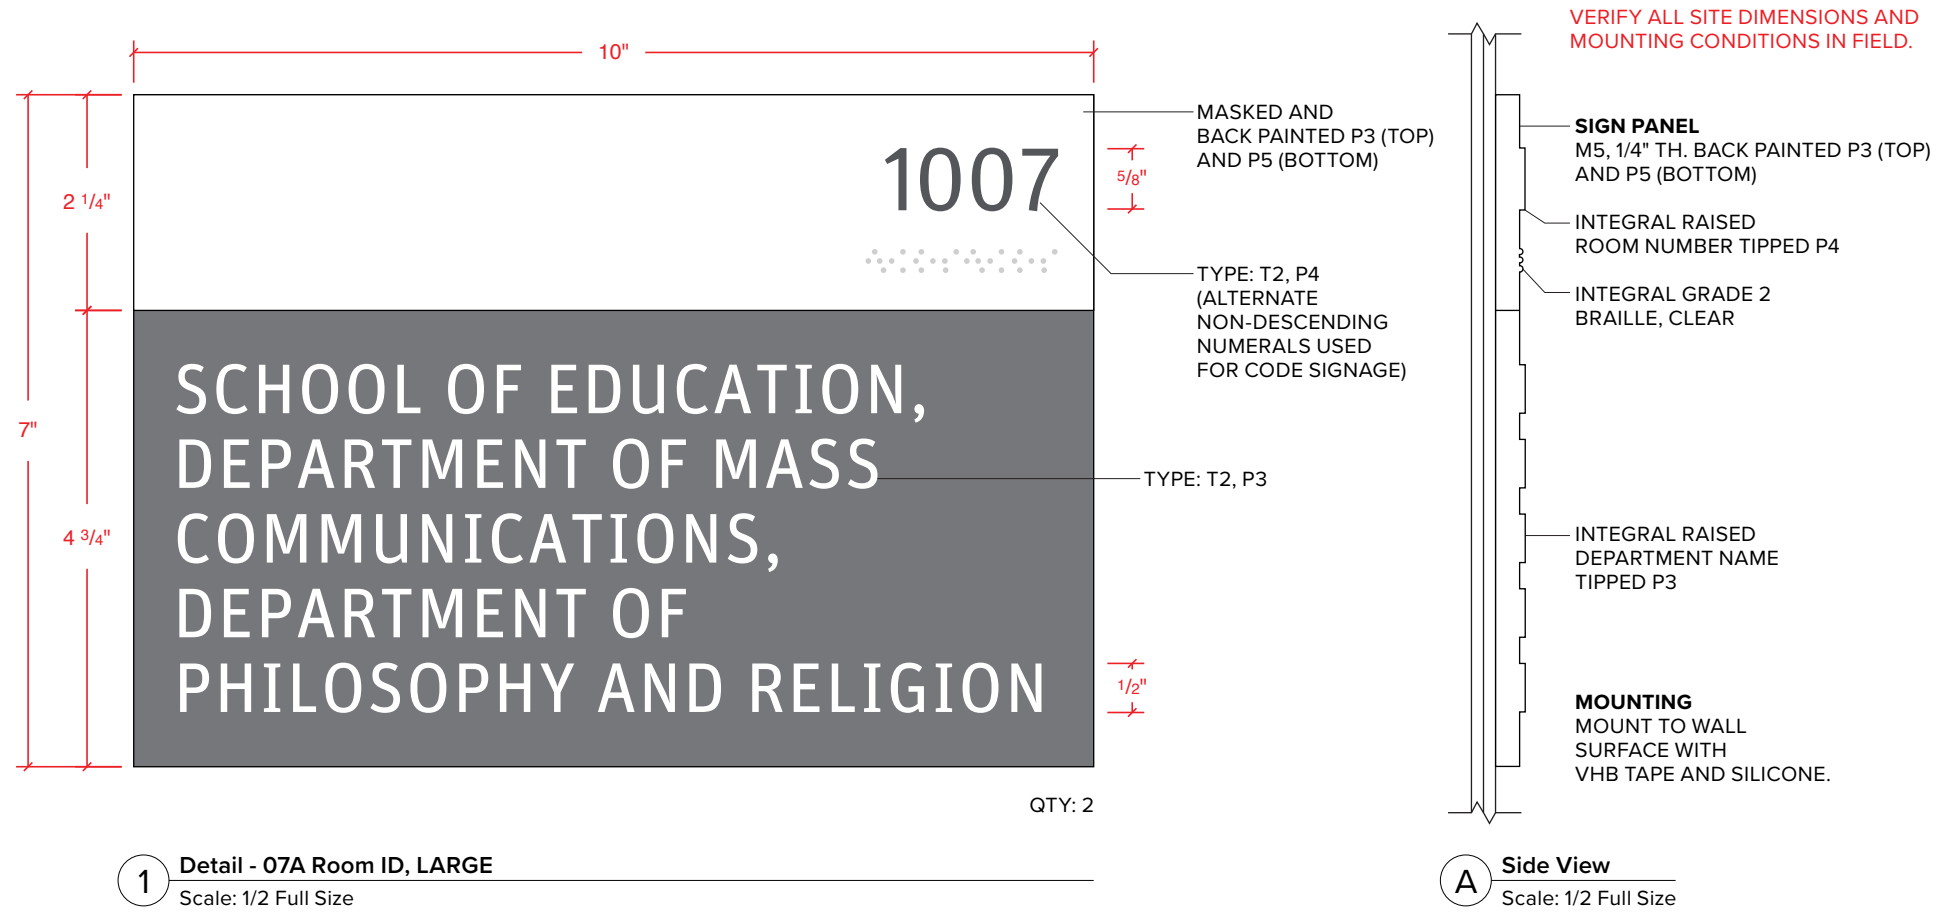 VERIFY ALL SITE DIMENSIONS AND
MOUNTING CONDITIONS IN FIELD.
10"
7"
2 1/4"
4 3/4"
1007
5/8"
SCHOOL OF EDUCATION,
DEPARTMENT OF MASS
COMMUNICATIONS,
DEPARTMENT OF
PHILOSOPHY AND RELIGION
1/2"
MASKED AND
BACK PAINTED P3 (TOP)
AND P5 (BOTTOM)
TYPE: T2, P4
(ALTERNATE
NON-DESCENDING
NUMERALS USED
FOR CODE SIGNAGE)
TYPE: T2, P3
QTY: 2
1
Detail - 07A Room ID, LARGE
Scale: 1/2 Full Size
SIGN PANEL
M5, 1/4" TH. BACK PAINTED P3 (TOP)
AND P5 (BOTTOM)
INTEGRAL RAISED
ROOM NUMBER TIPPED P4
INTEGRAL GRADE 2
BRAILLE, CLEAR
INTEGRAL RAISED
DEPARTMENT NAME
TIPPED P3
MOUNTING
MOUNT TO WALL
SURFACE WITH
VHB TAPE AND SILICONE.
A
Side View
Scale: 1/2 Full Size